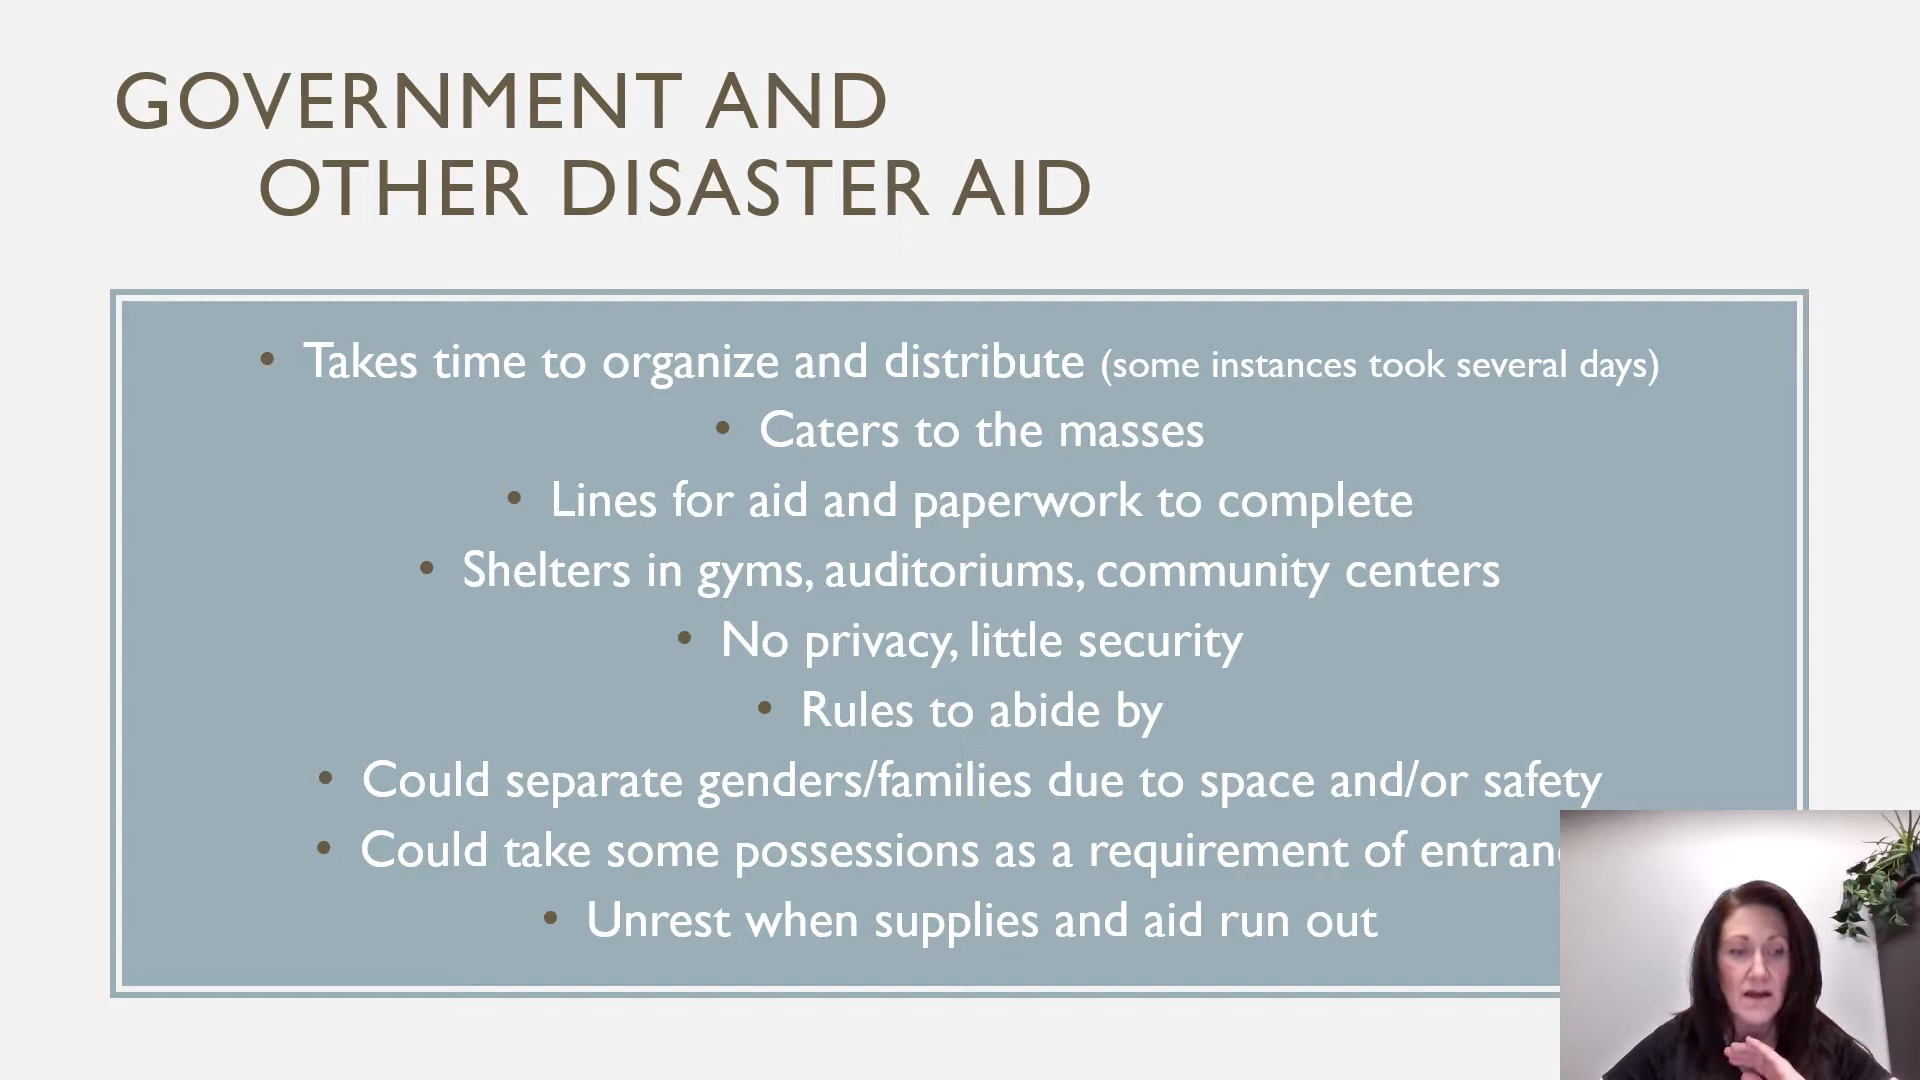 GOVERNMENT AND
OTHER DISASTER AID
• Takes time to organize and distribute (some instances took several days)
• Caters to the masses
• Lines for aid and paperwork to complete
• Shelters in gyms, auditoriums, community centers
• No privacy, little security
• Rules to abide by
• Could separate genders/families due to space and/or safety
• Could take some possessions as a requirement of
• Unrest when supplies and aid run out